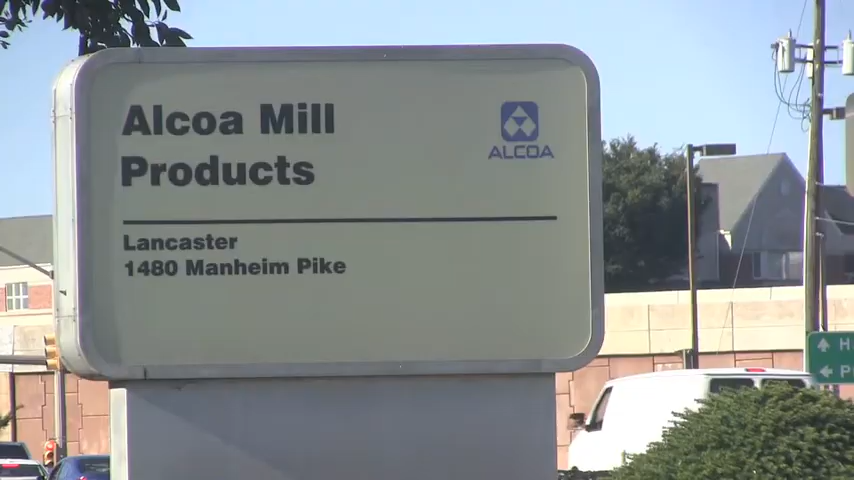 Alcoa Mill
Products
ALCOA
Lancaster
1480 Manheim Pike
H
P